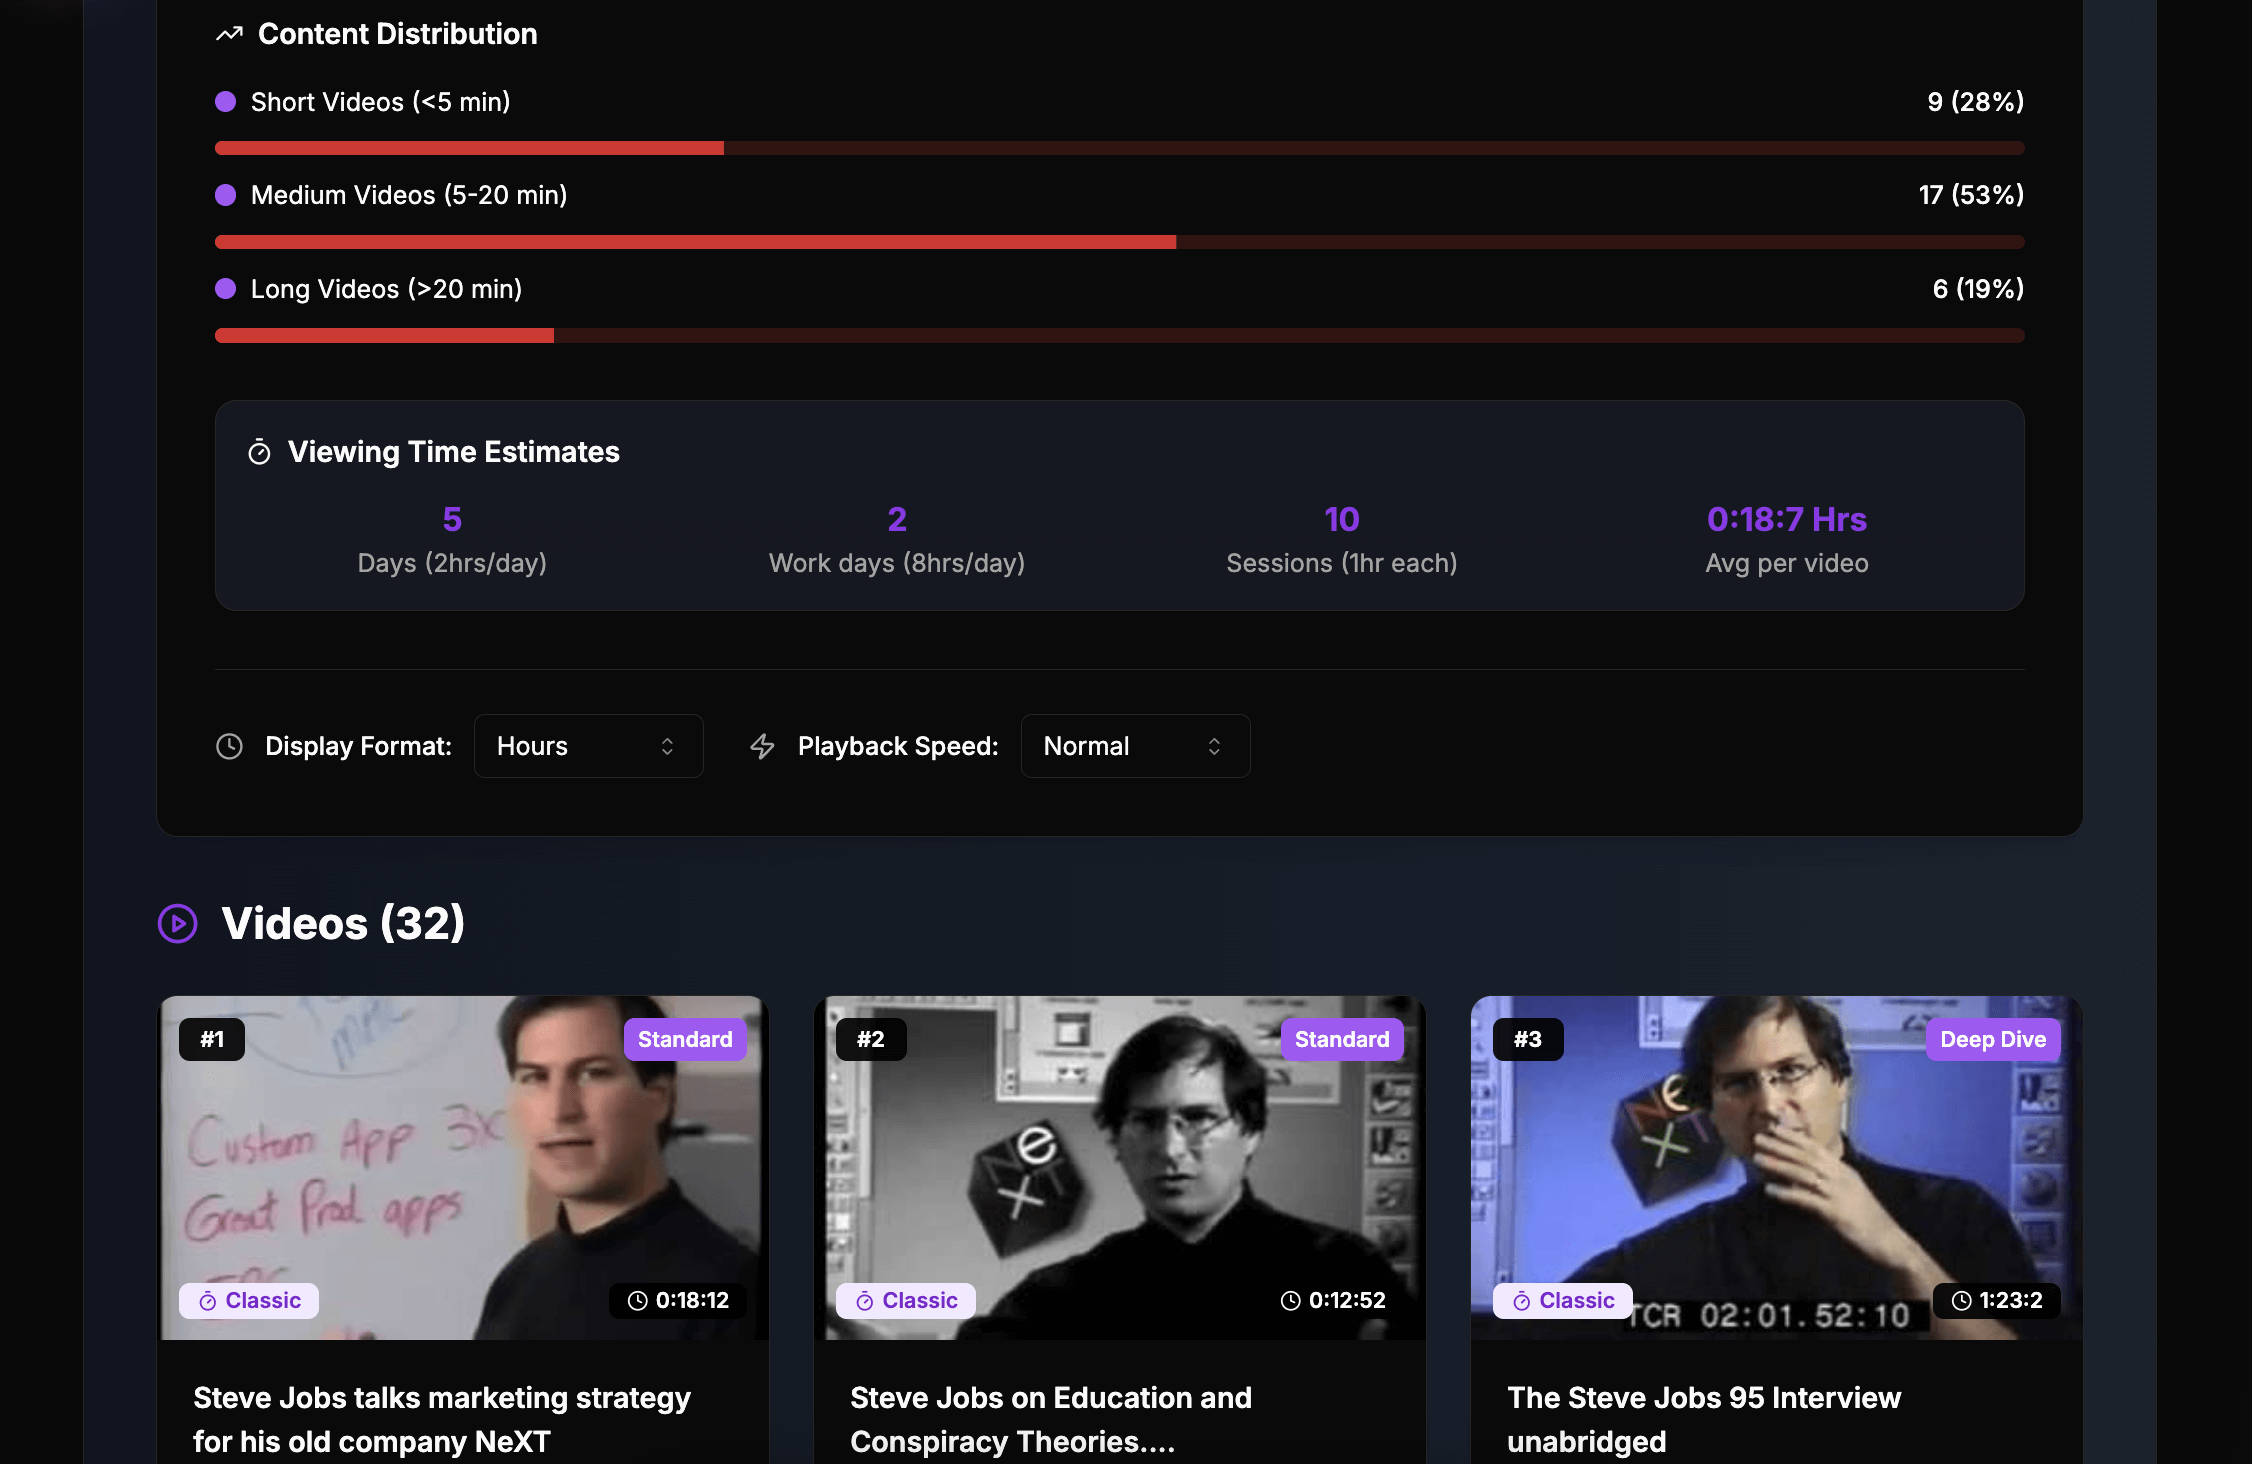 Content Distribution
Short Videos (<5 min)
9 (28%)
Medium Videos (5-20 min)
17 (53%)
Long Videos (>20 min)
6 (19%)
Viewing Time Estimates
5
Days (2hrs/day)
2
Work days (8hrs/day)
10
Sessions (1hr each)
0:18:7 Hrs
Avg per video
Display Format:
Hours
Playback Speed:
Normal
Videos (32)
#1
Standard
Custom App 3x
Great Prod apps
Classic
0:18:12
Steve Jobs talks marketing strategy
for his old company NeXT
#2
Standard
NeXT
Classic
0:12:52
Steve Jobs on Education and
Conspiracy Theories....
#3
Deep Dive
NeXT
Classic
TCR 02:01.52:10
1:23:2
The Steve Jobs 95 Interview
unabridged